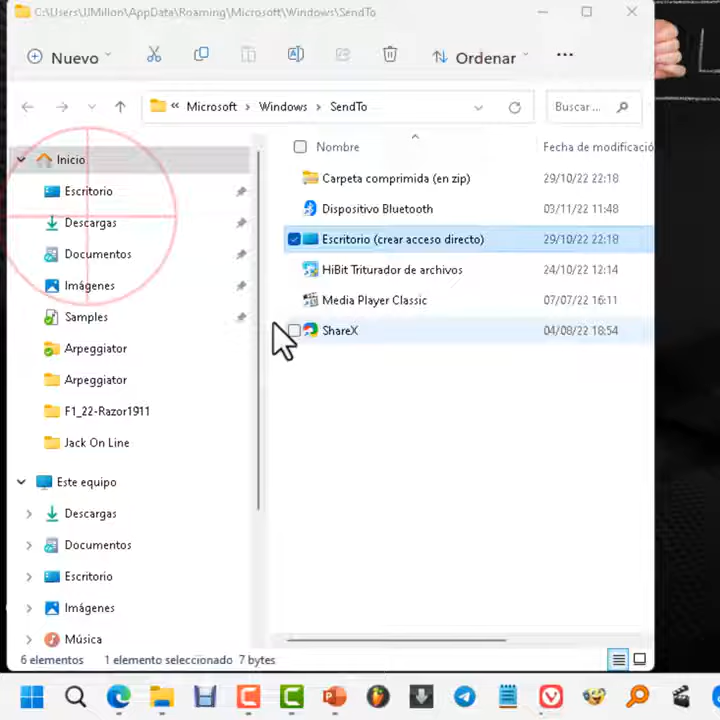 C:\Users\JJMillon\AppData\Roaming\Microsoft\Windows\SendTo
Nuevo
Ordenar
Microsoft
Windows
SendTo
Buscar ...
Inicio
Escritorio
Descargas
Documentos
Imágenes
Samples
Arpeggiator
Arpeggiator
F1_22-Razor1911
Jack On Line
Este equipo
Descargas
Documentos
Escritorio
Imágenes
Música
Nombre Fecha de modificació
Carpeta comprimida (en zip) 29/10/22 22:18
Dispositivo Bluetooth 03/11/22 11:48
Escritorio (crear acceso directo) 29/10/22 22:18
HiBit Triturador de archivos 24/10/22 12:14
Media Player Classic 07/07/22 16:11
ShareX 04/08/22 18:54
6 elementos 1 elemento seleccionado 7 bytes